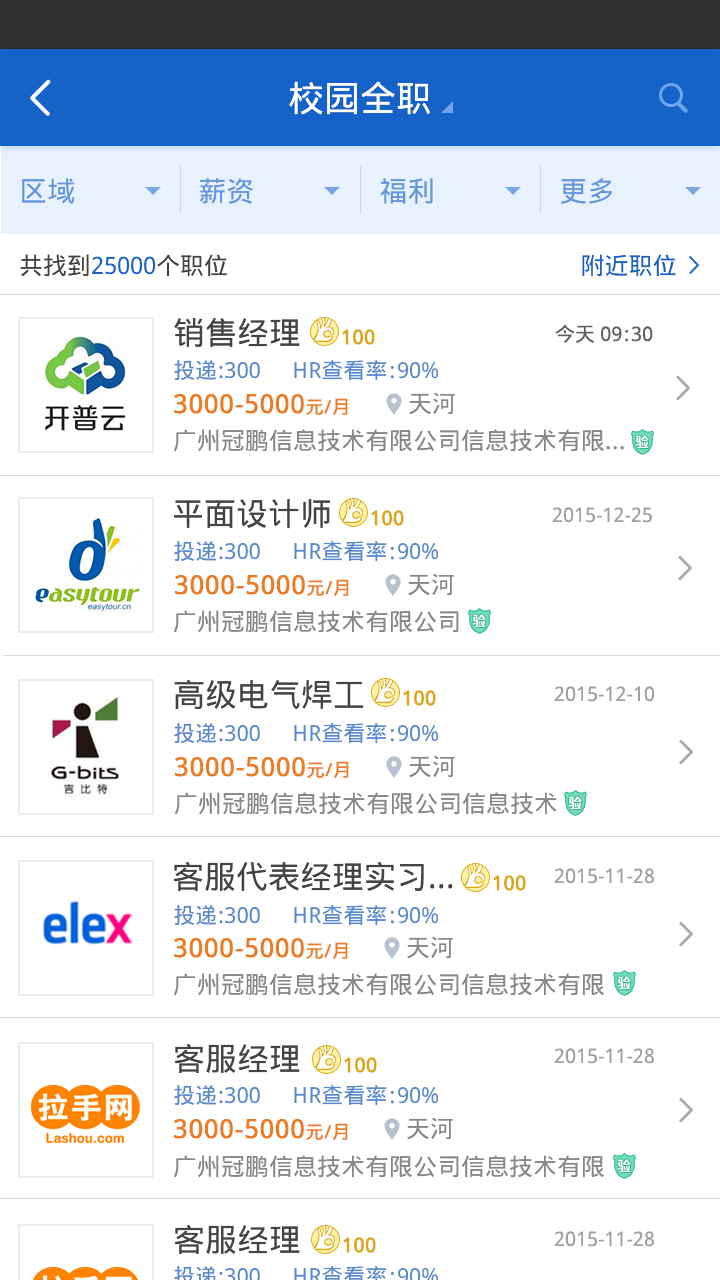 校园全职
区域 薪资 福利 更多
共找到25000个职位 附近职位
开普云
销售经理 100 今天 09:30
投递:300 HR查看率:90%
3000-5000元/月 天河
广州冠鹏信息技术有限公司信息技术有限... 验
easytour
easytour.cn
平面设计师 100 2015-12-25
投递:300 HR查看率:90%
3000-5000元/月 天河
广州冠鹏信息技术有限公司 验
G-bits
吉比特
高级电气焊工 100 2015-12-10
投递:300 HR查看率:90%
3000-5000元/月 天河
广州冠鹏信息技术有限公司信息技术 验
elex
客服代表经理实习... 100 2015-11-28
投递:300 HR查看率:90%
3000-5000元/月 天河
广州冠鹏信息技术有限公司信息技术有限 验
拉手网
Lashou.com
客服经理 100 2015-11-28
投递:300 HR查看率:90%
3000-5000元/月 天河
广州冠鹏信息技术有限公司信息技术有限 验
客服经理 100 2015-11-28
投递:300 HR查看率:90%